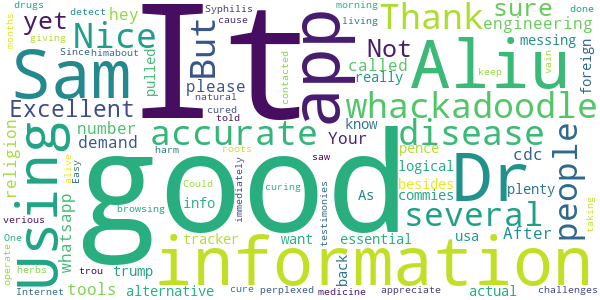 drugs
Syphilis
cause
morning
living
done
months
giving
yet
Nice
hey
detect
Since
himabout
pulled
But
Sam
It
app
contacted
Thank
sure
engineering
Not
called
messing
vain
foreign
please
really
keep
Aliu
Excellent
natural
cured
told
whackadoodle
religion
Using
number
demand
accurate
Your
know
disease
people
roots
harm
saw
pence
cdc
As
logical
Dr
alive
Easy
whatsapp
good
Could
info
immediately
curing
testimonies
commies
besides
plenty
several
After
usa
taking
browsing
tracker
want
essential
back
verious
One
operate
herbs
trou
information
actual
tools
trump
alternative
Internet
cure
perplexed
medicine
appreciate
challenges